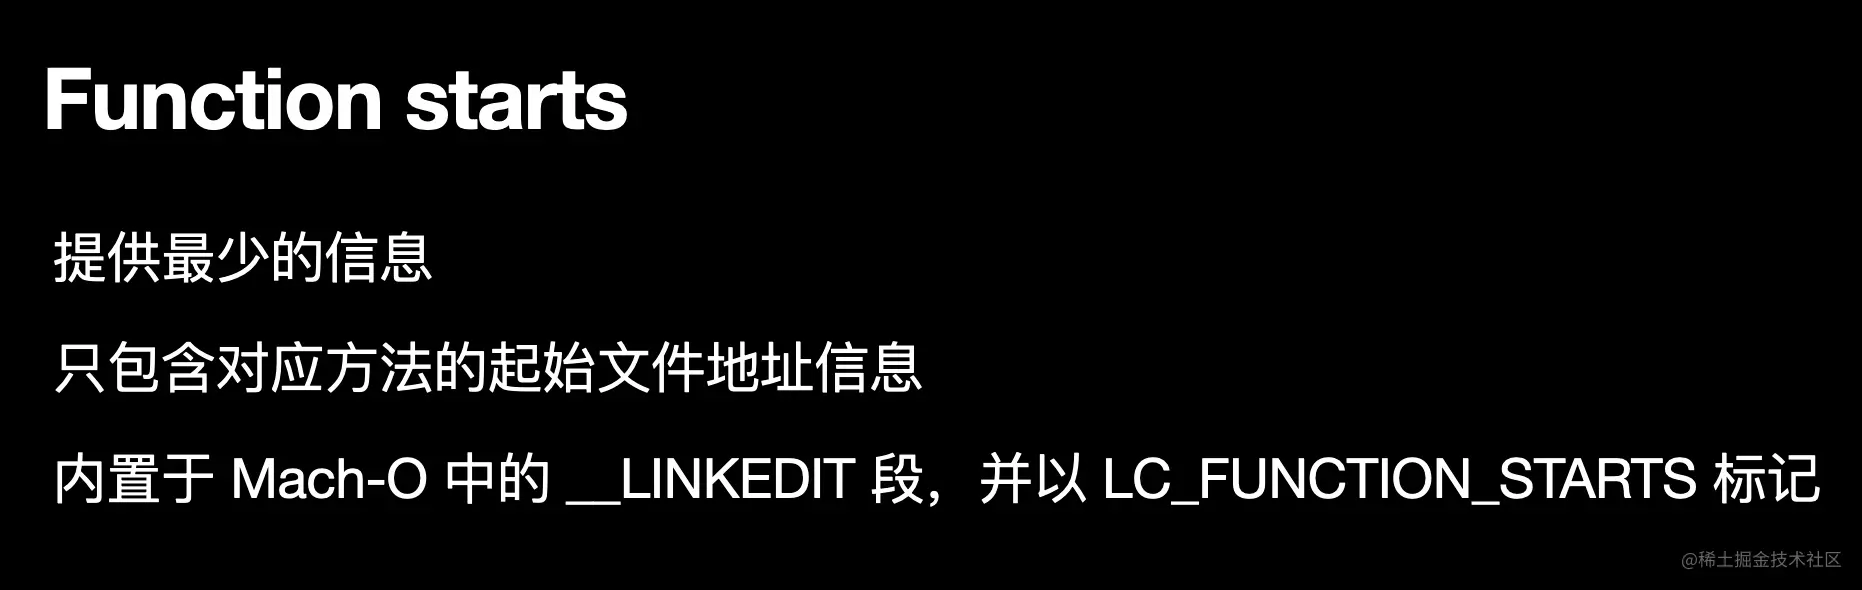 Function starts
提供最少的信息
只包含对应方法的起始文件地址信息
内置于 Mach-O 中的 __LINKEDIT 段，并以 LC_FUNCTION_STARTS 标记
@稀土掘金技术社区